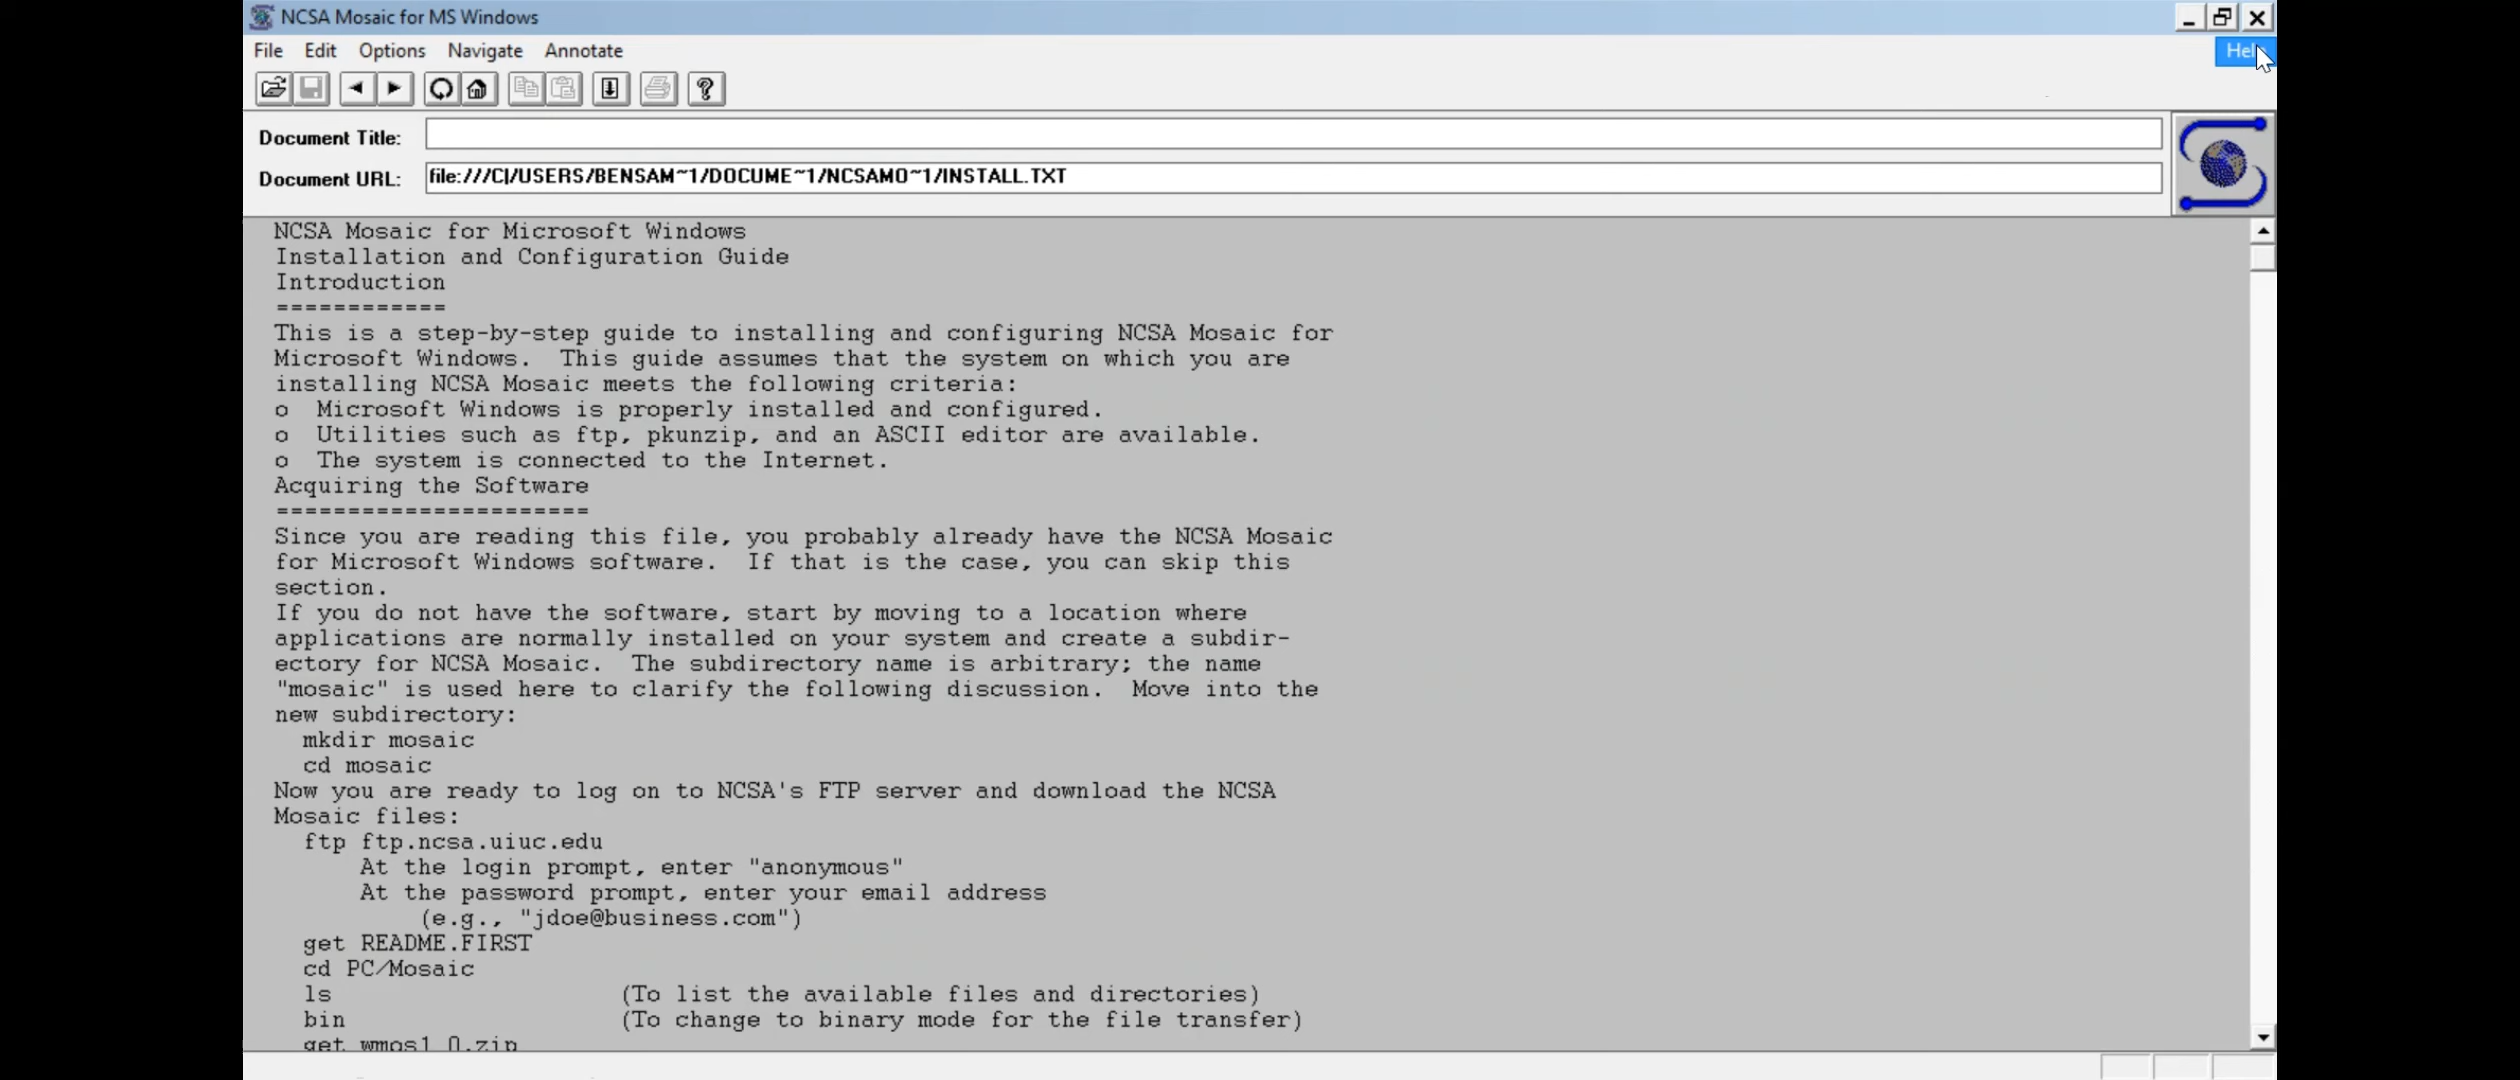 NCSA Mosaic for MS Windows
File Edit Options Navigate Annotate
Document Title:
Document URL: file:///C|/USERS/BENSAM~1/DOCUME~1/NCSAMO~1/INSTALL.TXT
NCSA Mosaic for Microsoft Windows
Installation and Configuration Guide
Introduction
============
This is a step-by-step guide to installing and configuring NCSA Mosaic for
Microsoft Windows.  This guide assumes that the system on which you are
installing NCSA Mosaic meets the following criteria:
o  Microsoft Windows is properly installed and configured.
o  Utilities such as ftp, pkunzip, and an ASCII editor are available.
o  The system is connected to the Internet.
Acquiring the Software
======================
Since you are reading this file, you probably already have the NCSA Mosaic
for Microsoft Windows software.  If that is the case, you can skip this
section.
If you do not have the software, start by moving to a location where
applications are normally installed on your system and create a subdir-
ectory for NCSA Mosaic.  The subdirectory name is arbitrary; the name
"mosaic" is used here to clarify the following discussion.  Move into the
new subdirectory:
mkdir mosaic
cd mosaic
Now you are ready to log on to NCSA's FTP server and download the NCSA
Mosaic files:
ftp ftp.ncsa.uiuc.edu
At the login prompt, enter "anonymous"
At the password prompt, enter your email address
(e.g., "jdoe@business.com")
get README.FIRST
cd PC/Mosaic
ls (To list the available files and directories)
bin (To change to binary mode for the file transfer)
get wmos1_0.zip